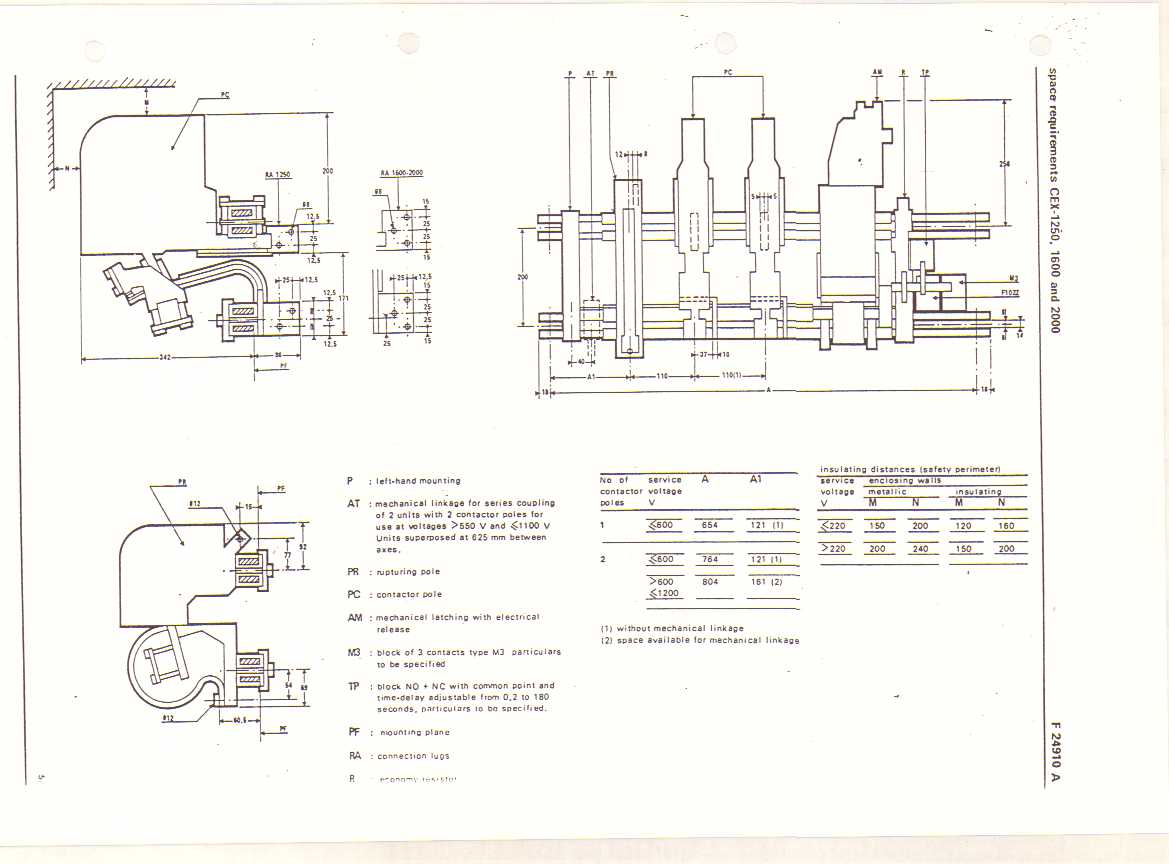 space requirements CEX-1250, 1600 and 2000
F 24910 A
M
N
PC
200
RA 1250
Ø8
12,5
25
12,5
171
25
12,5
12,5
25
12,5
242
86
PF
RA 1600-2000
Ø8
15
25
25
15
25
12,5
15
25
25
15
25
P AT PR PC AM R TP
12 8
5 5
254
200
M3
F10ZZ
40
37 10
A1 110 110(1)
18 A 18
PR
Ø12
PF
15
77
92
54
69
Ø12
60,5
PF
P : left-hand mounting
AT : mechanical linkage for series coupling
of 2 units with 2 contactor poles for
use at voltages >550 V and ⩽1100 V
Units superposed at 625 mm between
axes.
PR : rupturing pole
PC : contactor pole
AM : mechanical latching with electrical
release
M3 : block of 3 contacts type M3 particulars
to be specified
TP : block NO + NC with common point and
time-delay adjustable from 0,2 to 180
seconds, particulars to be specified.
PF : mounting plane
RA : connection lugs
R : economy resistor
No of service A A1
contactor voltage
poles V
1 ⩽600 654 121 (1)
2 ⩽600 764 121 (1)
>600 804 161 (2)
⩽1200
(1) without mechanical linkage
(2) space available for mechanical linkage
insulating distances (safety perimeter)
service enclosing walls
voltage metallic insulating
V M N M N
⩽220 150 200 120 160
>220 200 240 150 200